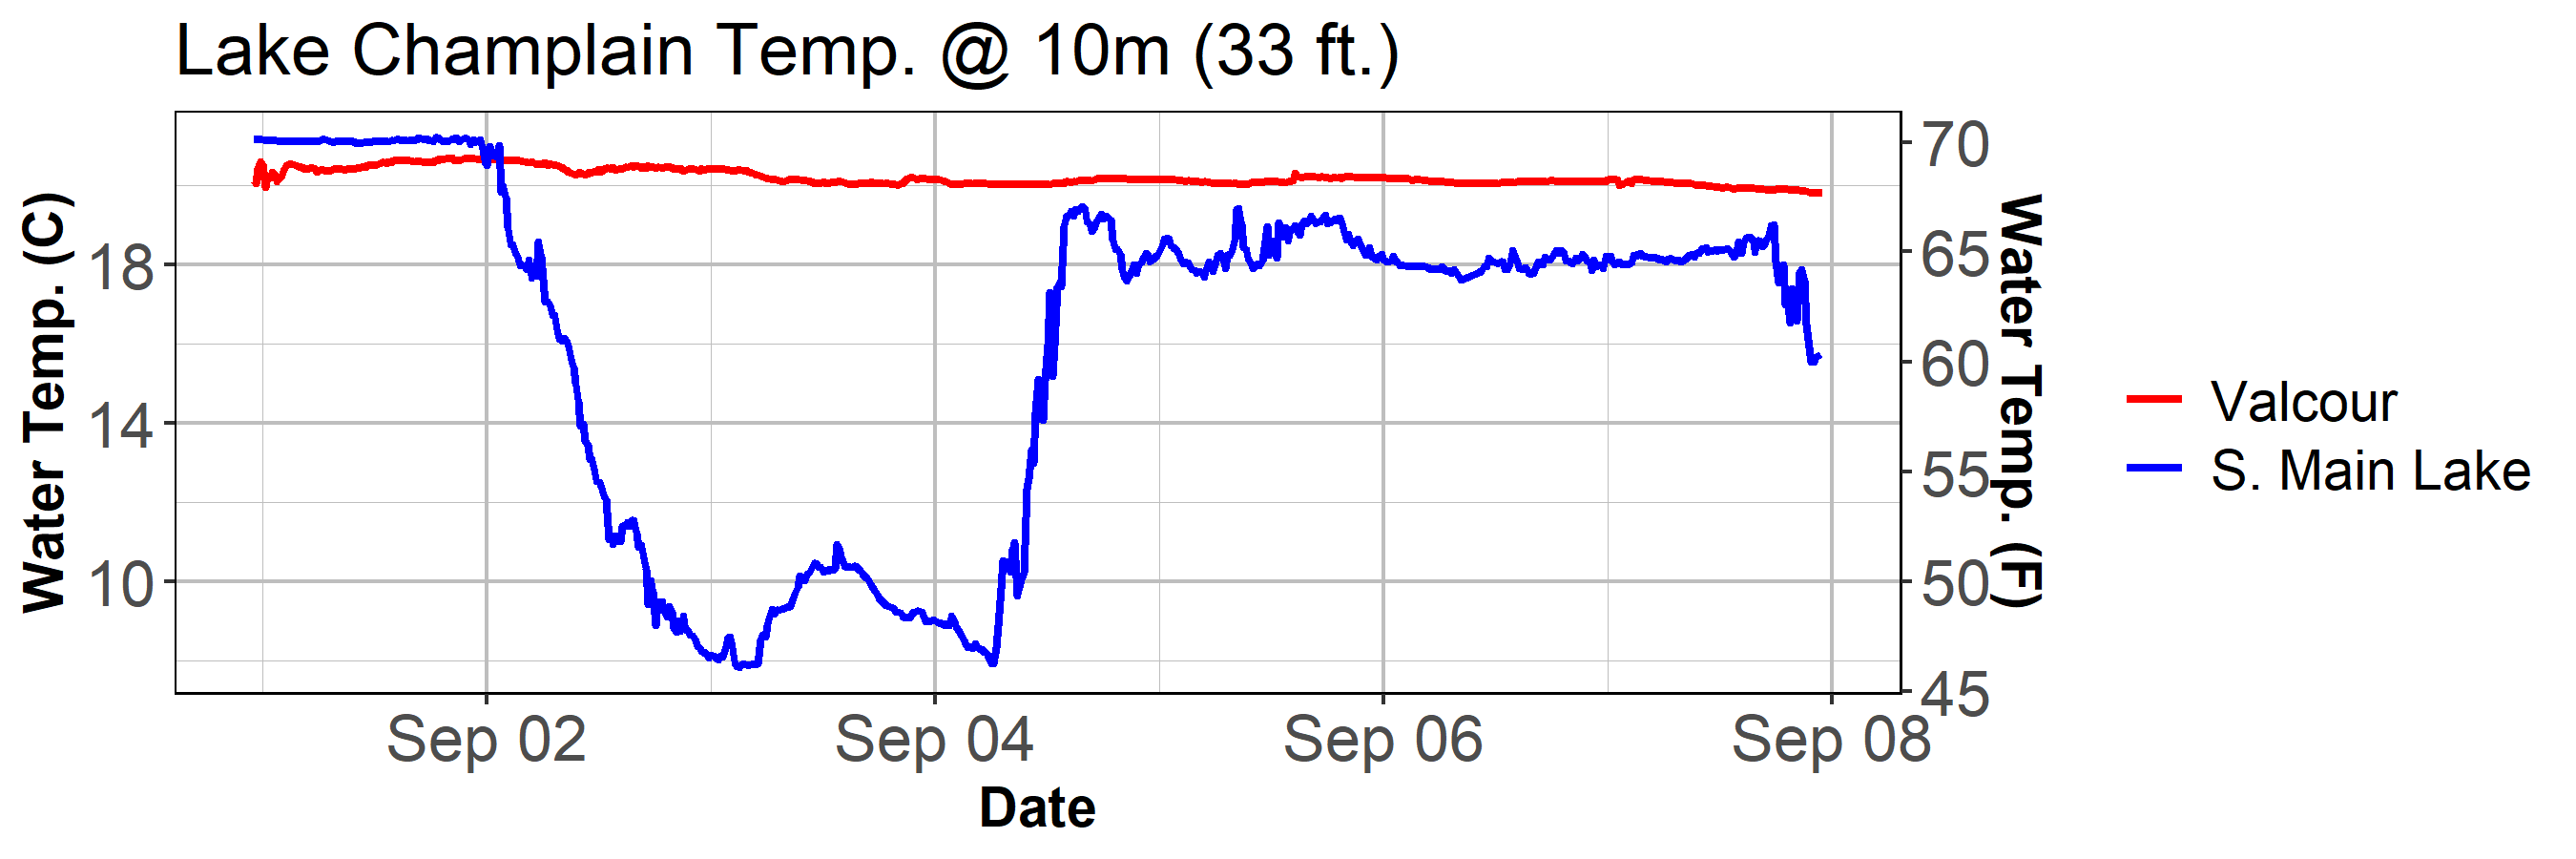 Lake Champlain Temp. @ 10m (33 ft.)
Water Temp. (C)
18
14
10
70
65
60
55
50
45
Water Temp. (F)
Sep 02
Sep 04
Sep 06
Sep 08
Date
Valcour
S. Main Lake